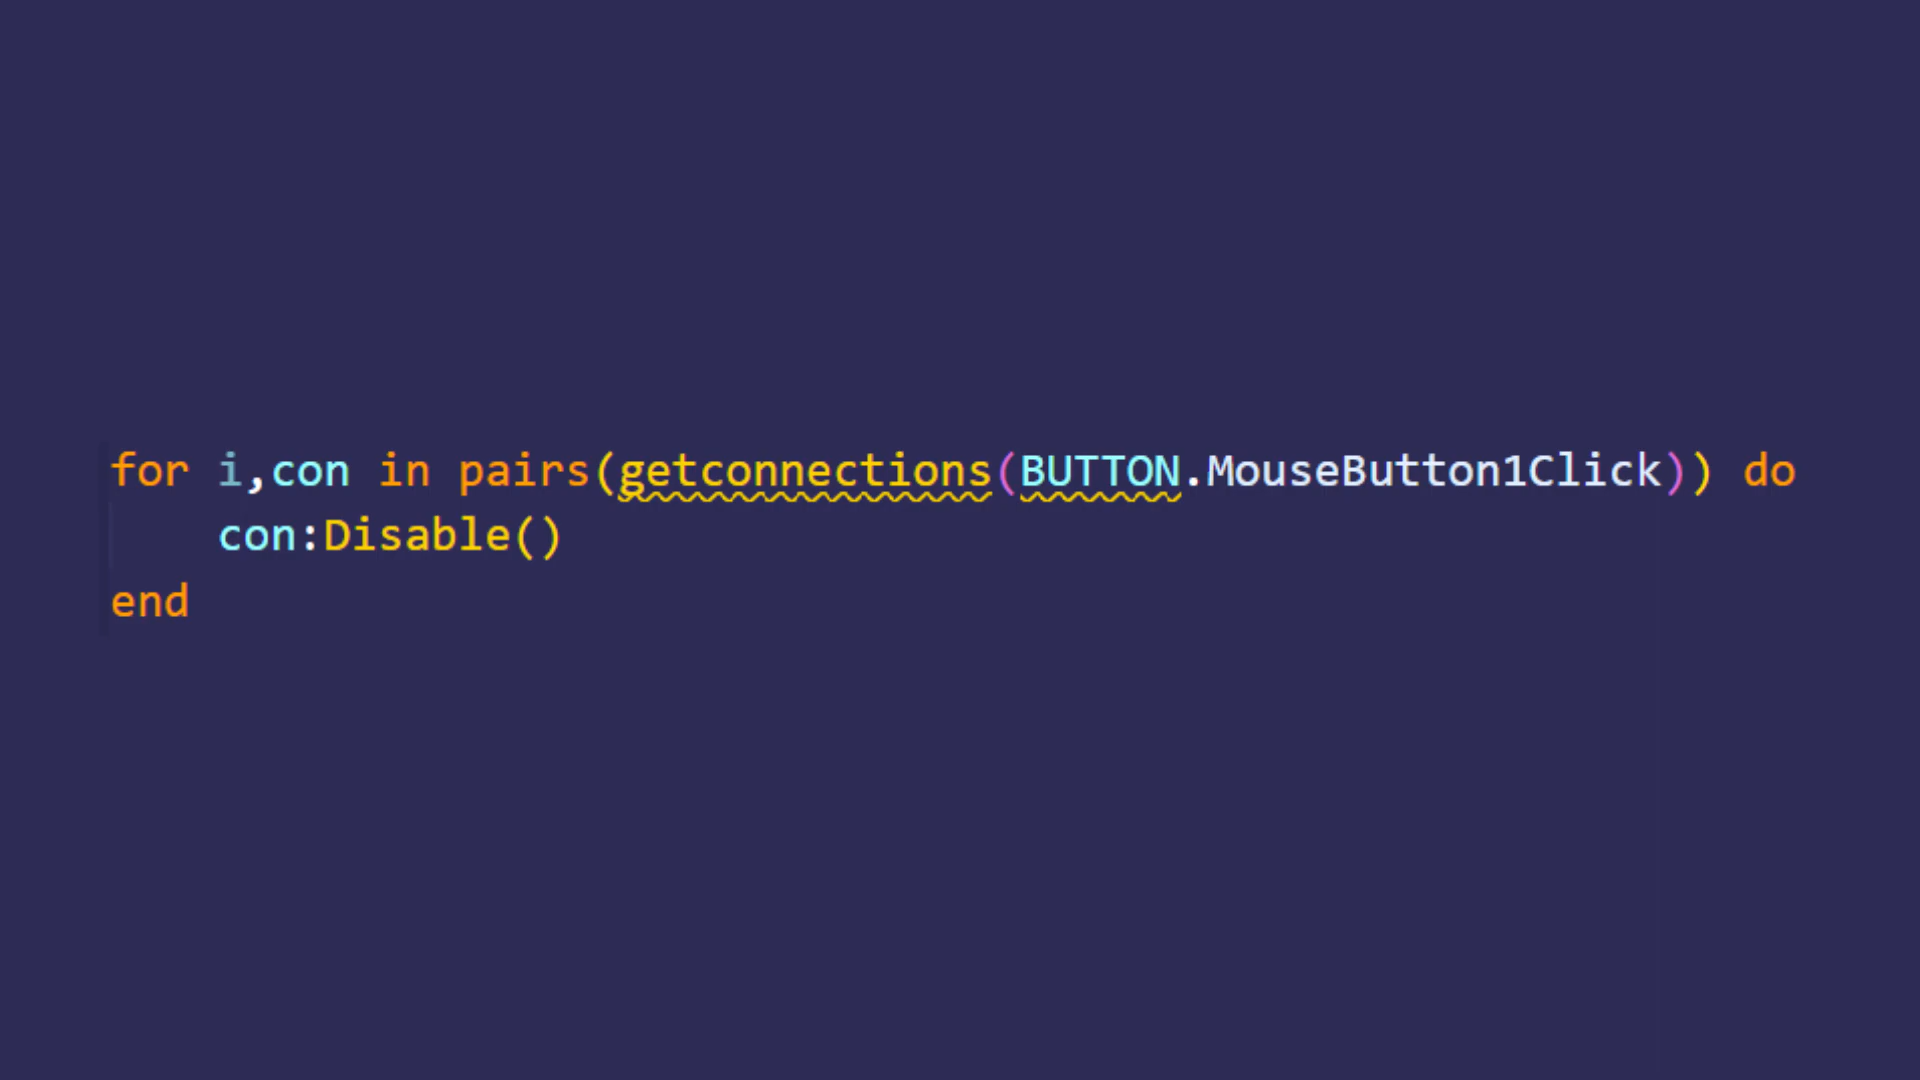 for i,con in pairs(getconnections(BUTTON.MouseButton1Click)) do
    con:Disable()
end